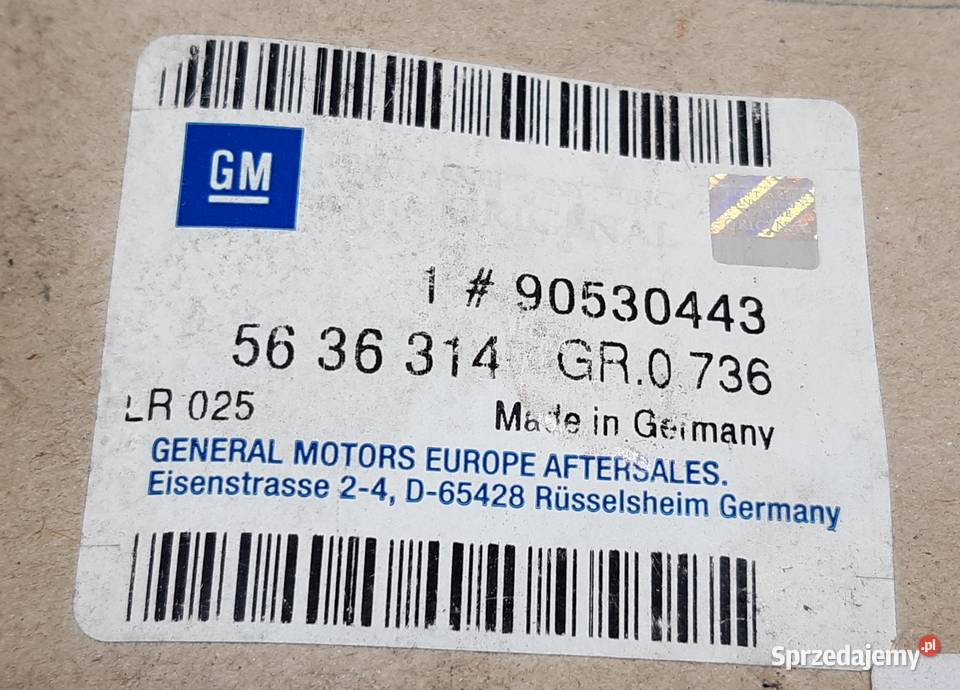 GM
ORIGINAL
1 # 90530443
56 36 314 GR.0 736
LR 025
Made in Germany
GENERAL MOTORS EUROPE AFTERSALES.
Eisenstrasse 2-4, D-65428 Rüsselsheim Germany
Sprzedajemy.pl